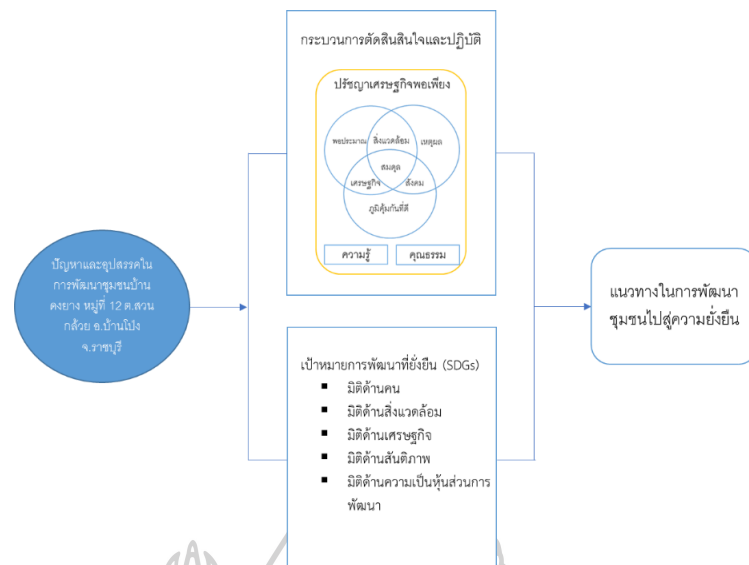 ปัญหาและอุปสรรคใน
การพัฒนาชุมชนบ้าน
ดงยาง หมู่ที่ 12 ต.สวน
กล้วย อ.บ้านโป่ง
จ.ราชบุรี
กระบวนการตัดสินสินใจและปฏิบัติ
ปรัชญาเศรษฐกิจพอเพียง
พอประมาณ สิ่งแวดล้อม เหตุผล
สมดุล
เศรษฐกิจ สังคม
ภูมิคุ้มกันที่ดี
ความรู้ คุณธรรม
เป้าหมายการพัฒนาที่ยั่งยืน (SDGs)
▪ มิติด้านคน
▪ มิติด้านสิ่งแวดล้อม
▪ มิติด้านเศรษฐกิจ
▪ มิติด้านสันติภาพ
▪ มิติด้านความเป็นหุ้นส่วนการ
พัฒนา
แนวทางในการพัฒนา
ชุมชนไปสู่ความยั่งยืน